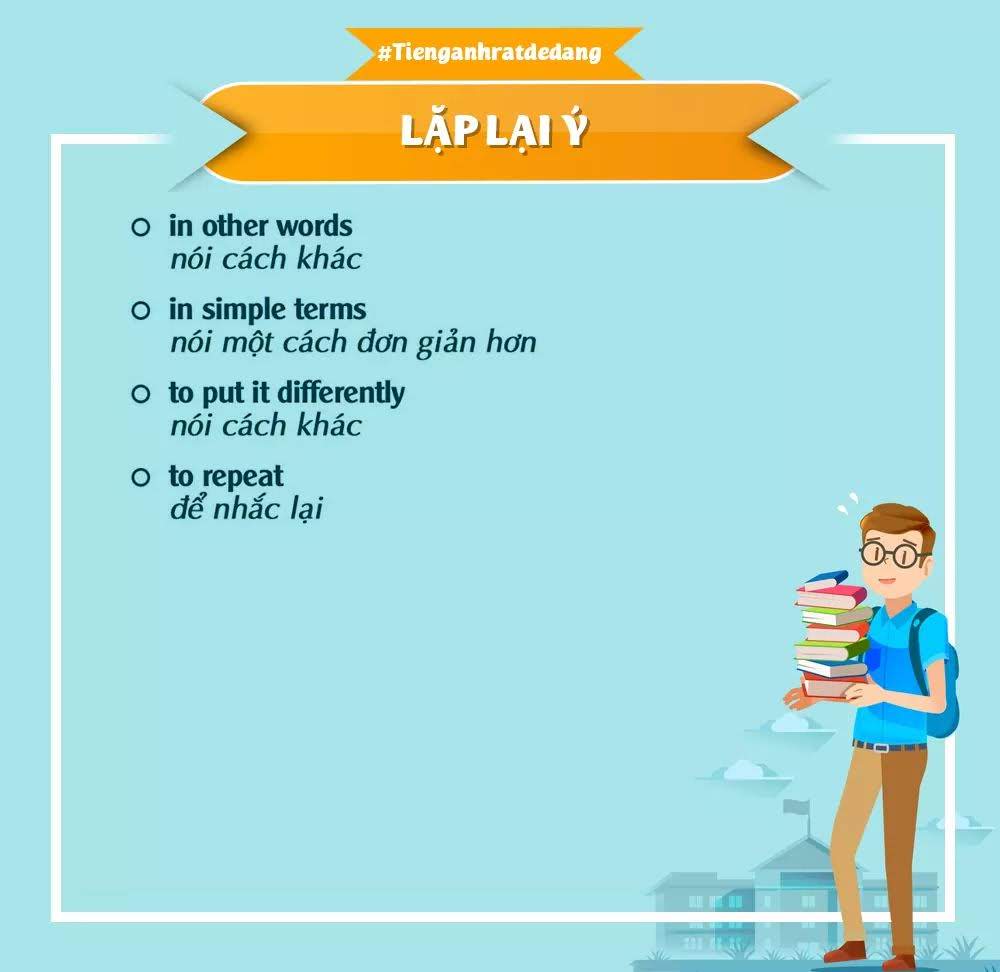 #Tienganhratdedang
LẶP LẠI Ý
in other words
nói cách khác
in simple terms
nói một cách đơn giản hơn
to put it differently
nói cách khác
to repeat
để nhắc lại